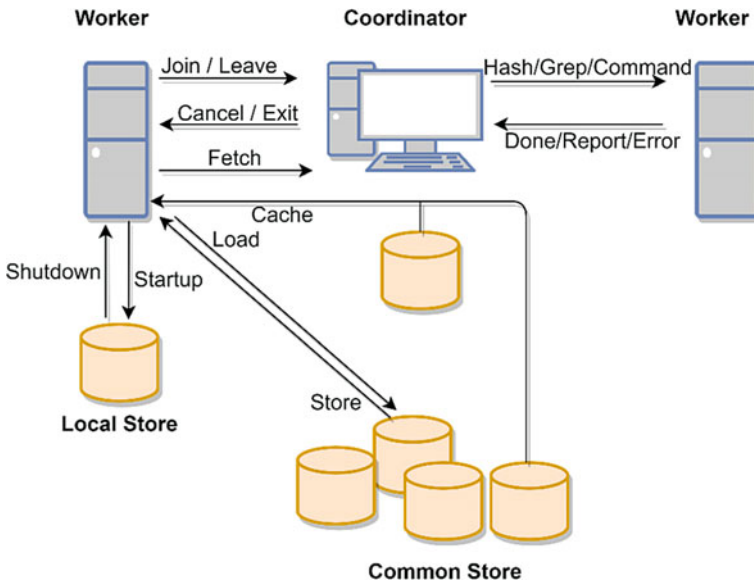 Worker
Coordinator
Worker
Join / Leave
Hash/Grep/Command
Cancel / Exit
Done/Report/Error
Fetch
Cache
Load
Shutdown
Startup
Store
Local Store
Common Store